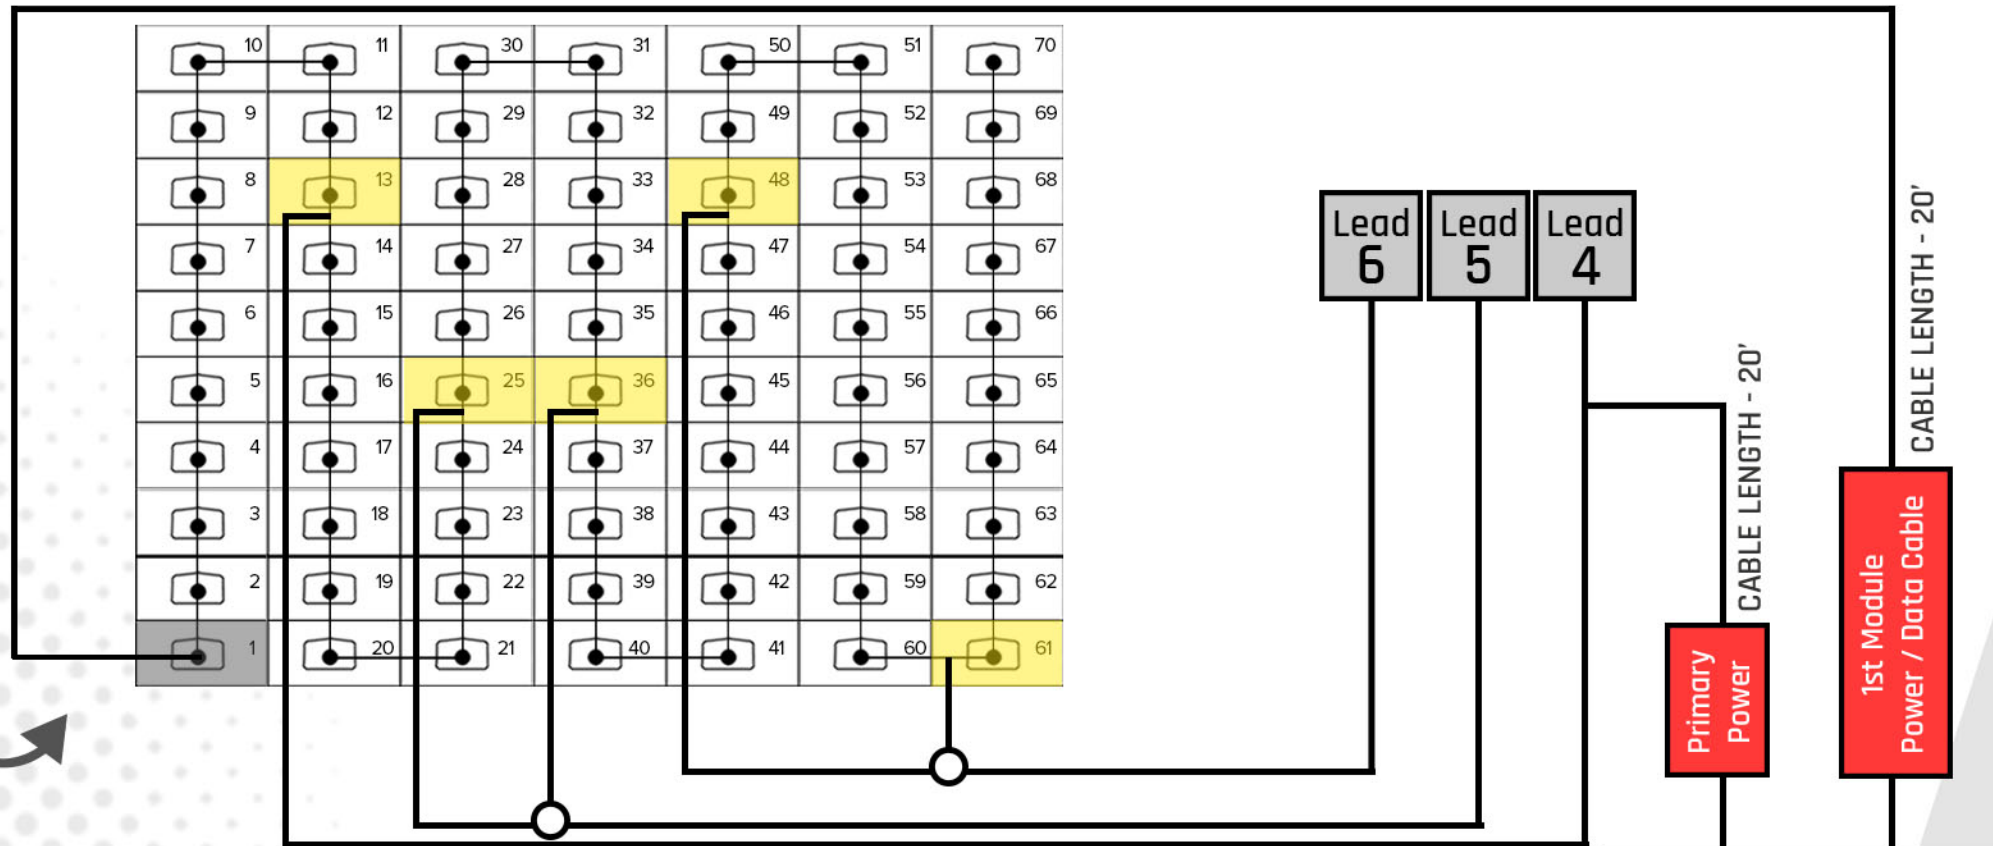 10 11 30 31 50 51 70
9 12 29 32 49 52 69
8 13 28 33 48 53 68
7 14 27 34 47 54 67
6 15 26 35 46 55 66
5 16 25 36 45 56 65
4 17 24 37 44 57 64
3 18 23 38 43 58 63
2 19 22 39 42 59 62
1 20 21 40 41 60 61
Lead
6
Lead
5
Lead
4
CABLE LENGTH - 20'
Primary
Power
CABLE LENGTH - 20'
1st Module
Power / Data Cable